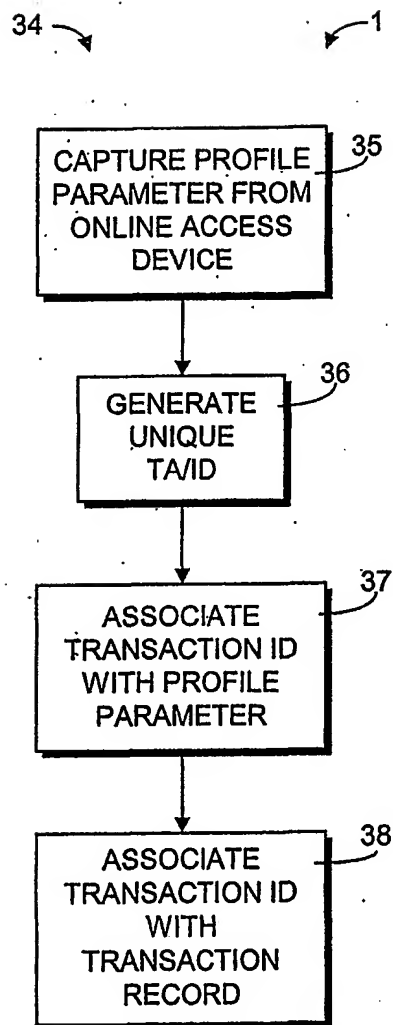 34
1
35
CAPTURE PROFILE
PARAMETER FROM
ONLINE ACCESS
DEVICE
36
GENERATE
UNIQUE
TA/ID
37
ASSOCIATE
TRANSACTION ID
WITH PROFILE
PARAMETER
38
ASSOCIATE
TRANSACTION ID
WITH
TRANSACTION
RECORD